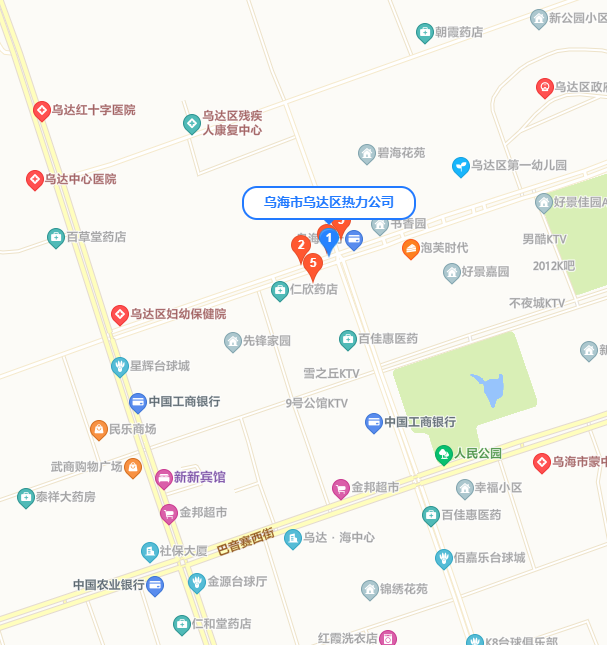 新公园小区
朝霞药店
乌达区政府
乌达红十字医院
乌达区残疾
人康复中心
碧海花苑
乌达区第一幼儿园
乌达中心医院
乌海市乌达区热力公司
好景佳园A
书香园
百草堂药店
2
1
泡芙时代
男酷KTV
5
2012K吧
好景嘉园
仁欣药店
不夜城KTV
乌达区妇幼保健院
先锋家园
百佳惠医药
新
星辉台球城
雪之丘KTV
中国工商银行
9号公馆KTV
民乐商场
中国工商银行
人民公园
武商购物广场
新新宾馆
乌海市蒙中
泰祥大药房
金邦超市
幸福小区
金邦超市
百佳惠医药
巴音赛西街
乌达·海中心
社保大厦
佰嘉乐台球城
中国农业银行
金源台球厅
锦绣花苑
仁和堂药店
红霞洗衣店
K8台球俱乐部